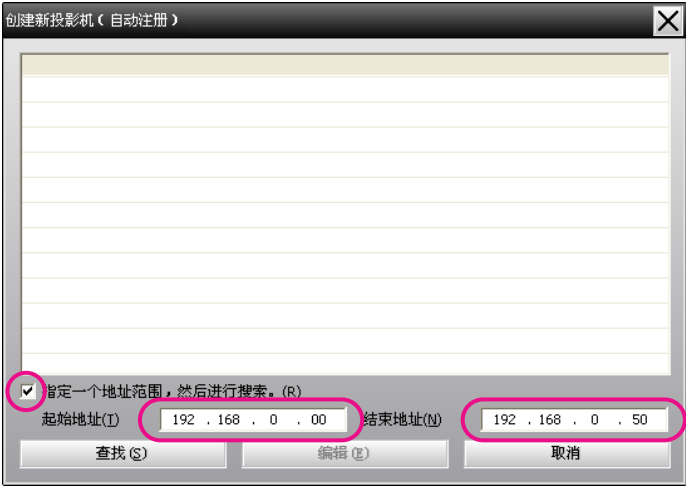 创建新投影机(自动注册)
指定一个地址范围,然后进行搜索。(R)
起始地址(T) 192 . 168 . 0 . 00 结束地址(N) 192 . 168 . 0 . 50
查找(S) 编辑(E) 取消